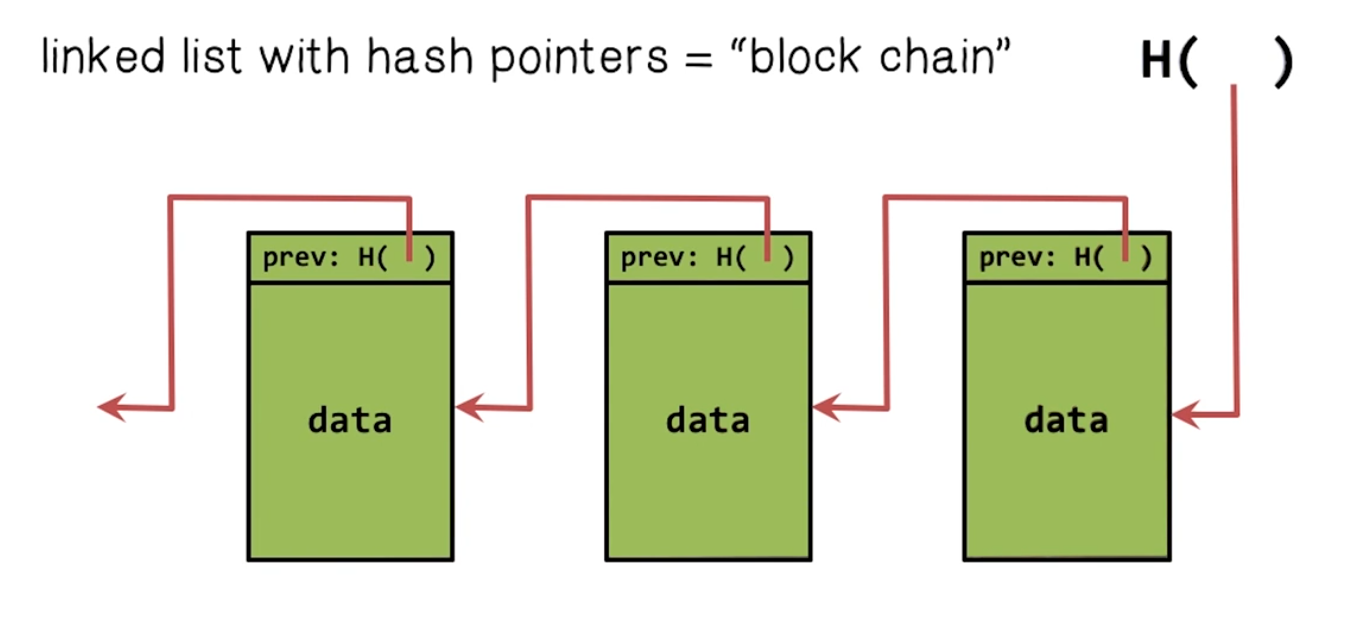 linked list with hash pointers = “block chain”
H( )
prev: H( )
prev: H( )
prev: H( )
data
data
data